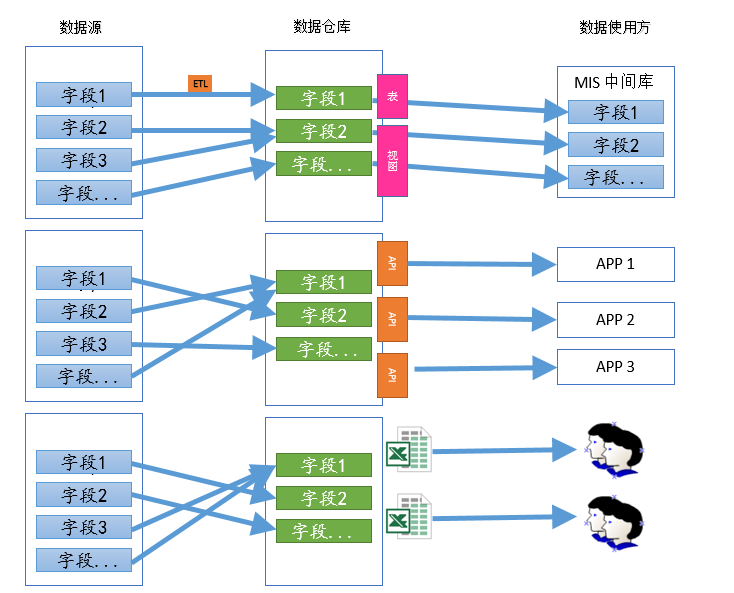 数据源
数据仓库
数据使用方
字段1
字段2
字段3
字段...
ETL
字段1
字段2
字段...
表
视图
MIS 中间库
字段1
字段2
字段...
字段1
字段2
字段3
字段...
字段1
字段2
字段...
API
API
API
APP 1
APP 2
APP 3
字段1
字段2
字段3
字段...
字段1
字段2
字段...
X
X